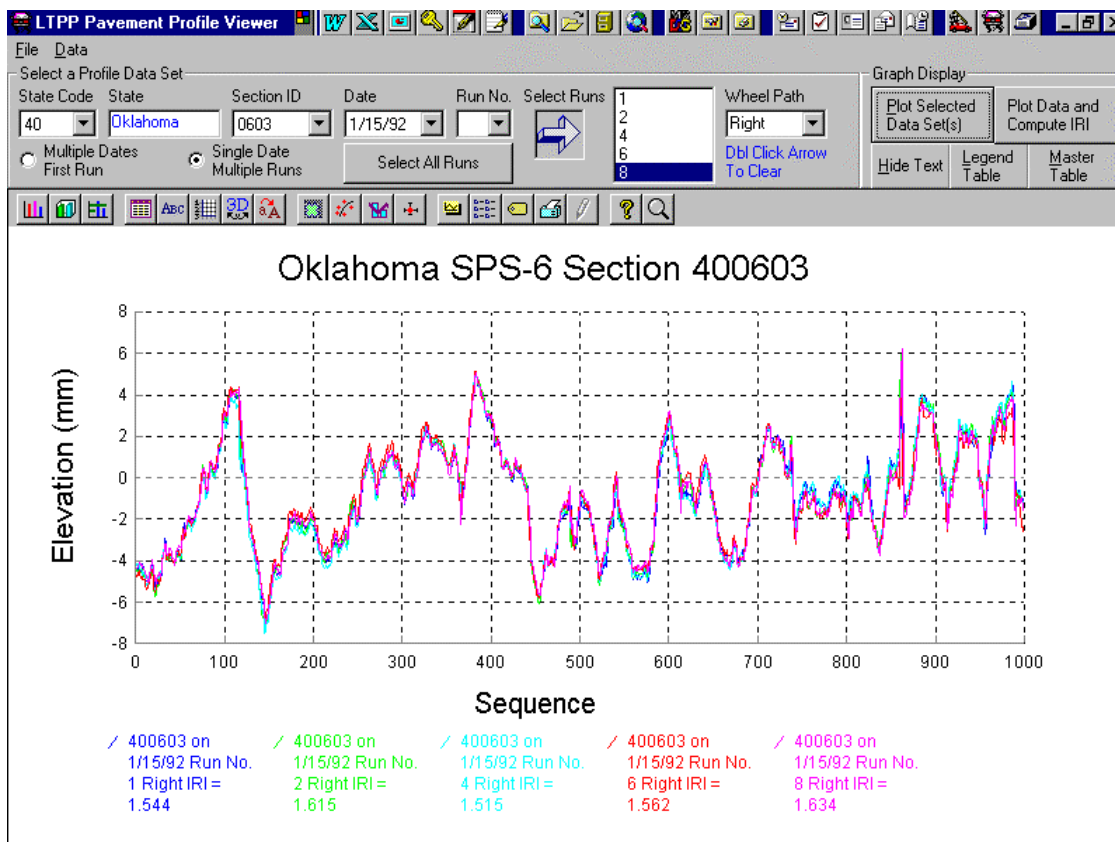 LTPP Pavement Profile Viewer
File Data
Select a Profile Data Set
Graph Display
State Code State Section ID Date Run No. Select Runs Wheel Path
40 Oklahoma 0603 1/15/92 Right
1
2
4
6
8
Multiple Dates
First Run
Single Date
Multiple Runs
Select All Runs
Dbl Click Arrow
To Clear
Plot Selected
Data Set(s)
Plot Data and
Compute IRI
Hide Text
Legend
Table
Master
Table
ABC 3D aA
Oklahoma SPS-6 Section 400603
Elevation (mm)
8
6
4
2
0
-2
-4
-6
-8
0 100 200 300 400 500 600 700 800 900 1000
Sequence
400603 on
1/15/92 Run No.
1 Right IRI =
1.544
400603 on
1/15/92 Run No.
2 Right IRI =
1.615
400603 on
1/15/92 Run No.
4 Right IRI =
1.515
400603 on
1/15/92 Run No.
6 Right IRI =
1.562
400603 on
1/15/92 Run No.
8 Right IRI =
1.634